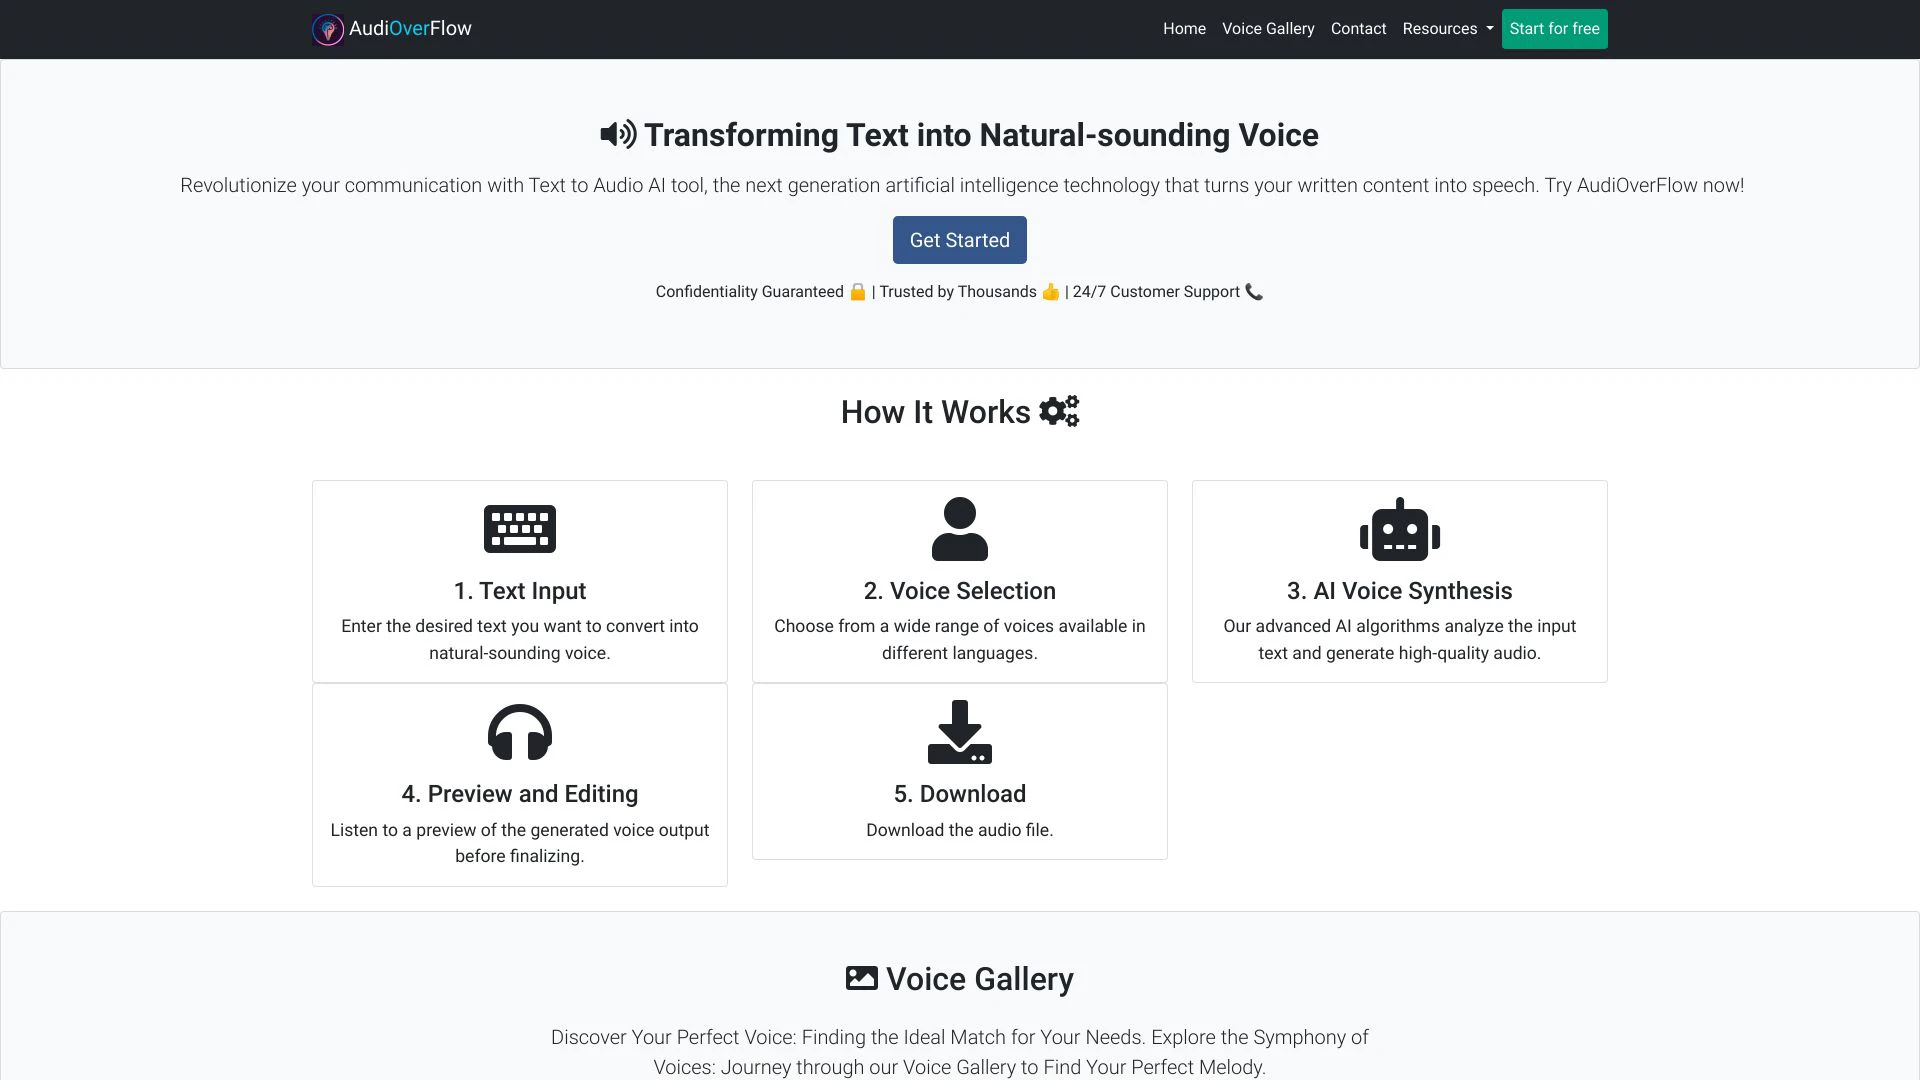 AudiOverFlow
Home Voice Gallery Contact Resources Start for free
Transforming Text into Natural-sounding Voice
Revolutionize your communication with Text to Audio AI tool, the next generation artificial intelligence technology that turns your written content into speech. Try AudiOverFlow now!
Get Started
Confidentiality Guaranteed 🔒 | Trusted by Thousands 👍 | 24/7 Customer Support 📞
How It Works
1. Text Input
Enter the desired text you want to convert into
natural-sounding voice.
2. Voice Selection
Choose from a wide range of voices available in
different languages.
3. AI Voice Synthesis
Our advanced AI algorithms analyze the input
text and generate high-quality audio.
4. Preview and Editing
Listen to a preview of the generated voice output
before finalizing.
5. Download
Download the audio file.
Voice Gallery
Discover Your Perfect Voice: Finding the Ideal Match for Your Needs. Explore the Symphony of
Voices: Journey through our Voice Gallery to Find Your Perfect Melody.